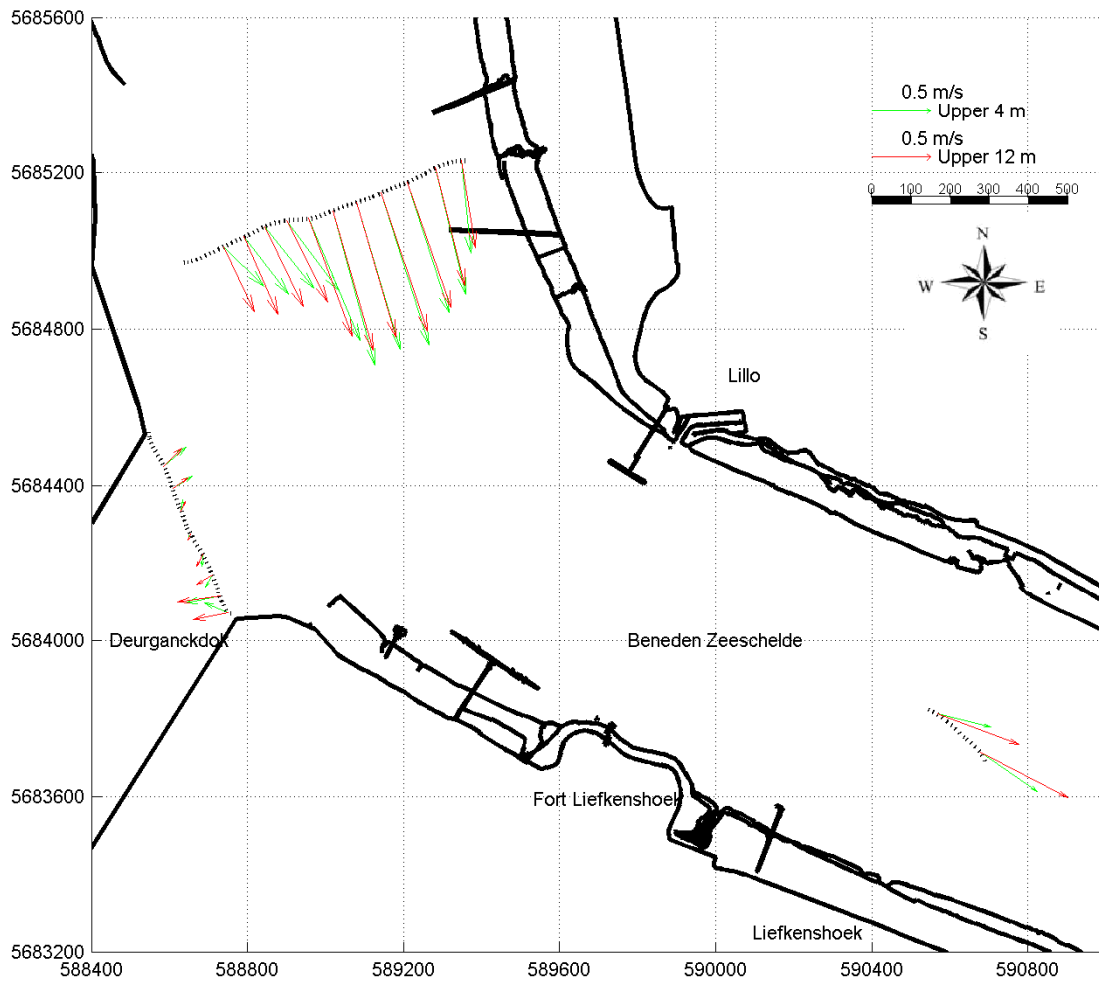 5685600
5685200
5684800
5684400
5684000
5683600
5683200
588400
588800
589200
589600
590000
590400
590800
0.5 m/s
Upper 4 m
0.5 m/s
Upper 12 m
0 100 200 300 400 500
N
W E
S
Lillo
Deurganckdok
Beneden Zeeschelde
Fort Liefkenshoek
Liefkenshoek